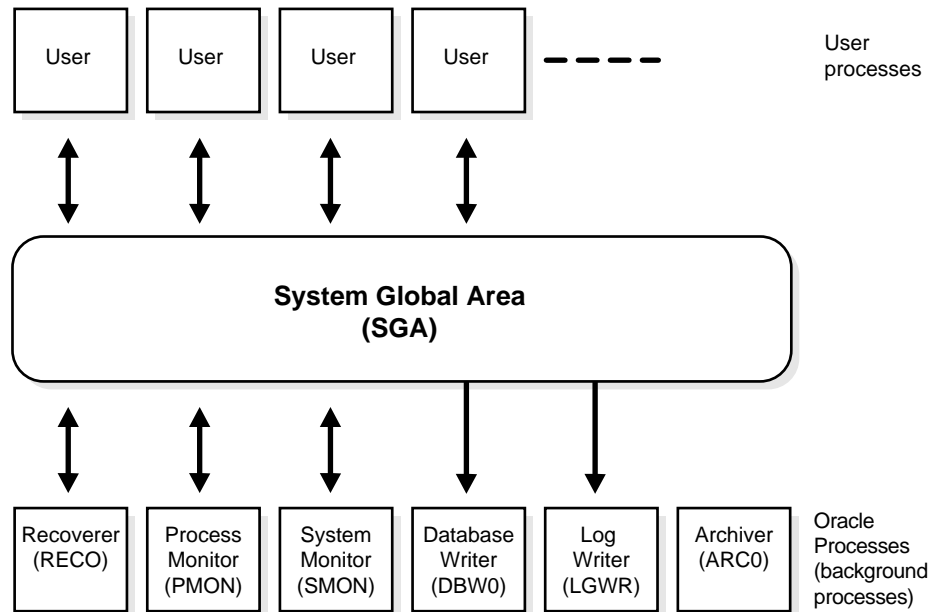 User
User
User
User
User
processes
System Global Area
(SGA)
Recoverer
(RECO)
Process
Monitor
(PMON)
System
Monitor
(SMON)
Database
Writer
(DBW0)
Log
Writer
(LGWR)
Archiver
(ARC0)
Oracle
Processes
(background
processes)